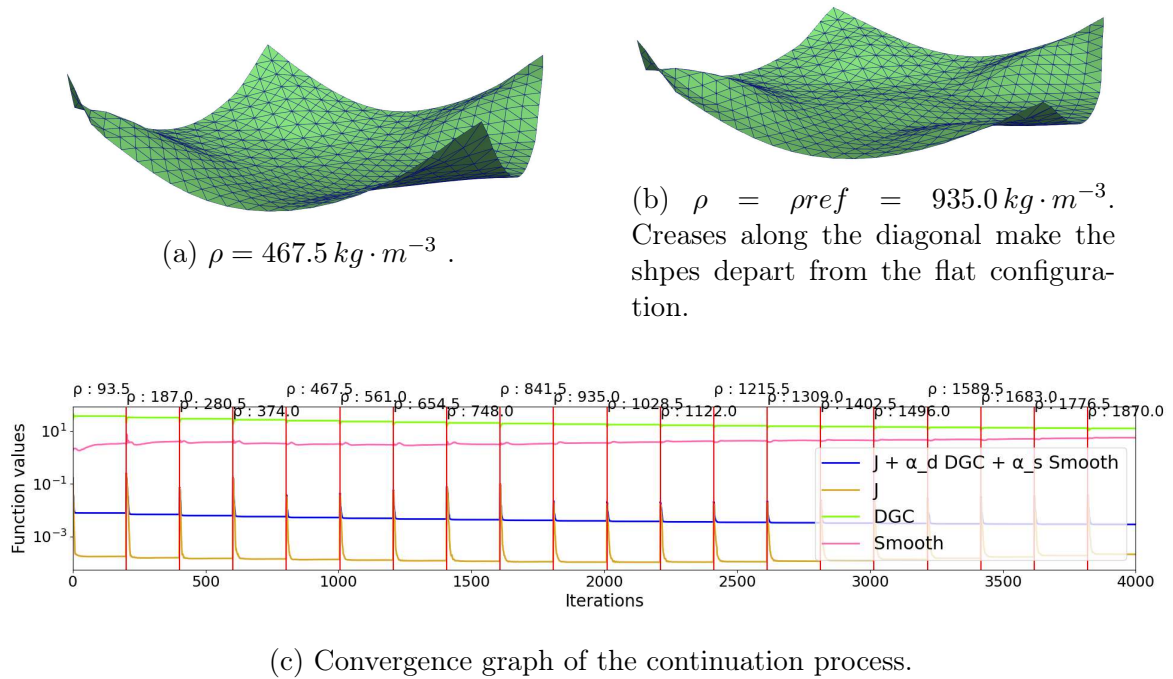 (a) ρ = 467.5 kg · m⁻³ .
(b) ρ = ρref = 935.0 kg · m⁻³.
Creases along the diagonal make the
shpes depart from the flat configura-
tion.
ρ : 93.5
ρ : 187.0
ρ : 280.5
ρ : 374.0
ρ : 467.5
ρ : 561.0
ρ : 654.5
ρ : 748.0
ρ : 841.5
ρ : 935.0
ρ : 1028.5
ρ : 1122.0
ρ : 1215.5
ρ : 1309.0
ρ : 1402.5
ρ : 1496.0
ρ : 1589.5
ρ : 1683.0
ρ : 1776.5
ρ : 1870.0
Function values
10¹
10⁻¹
10⁻³
J + α_d DGC + α_s Smooth
J
DGC
Smooth
0 500 1000 1500 2000 2500 3000 3500 4000
Iterations
(c) Convergence graph of the continuation process.